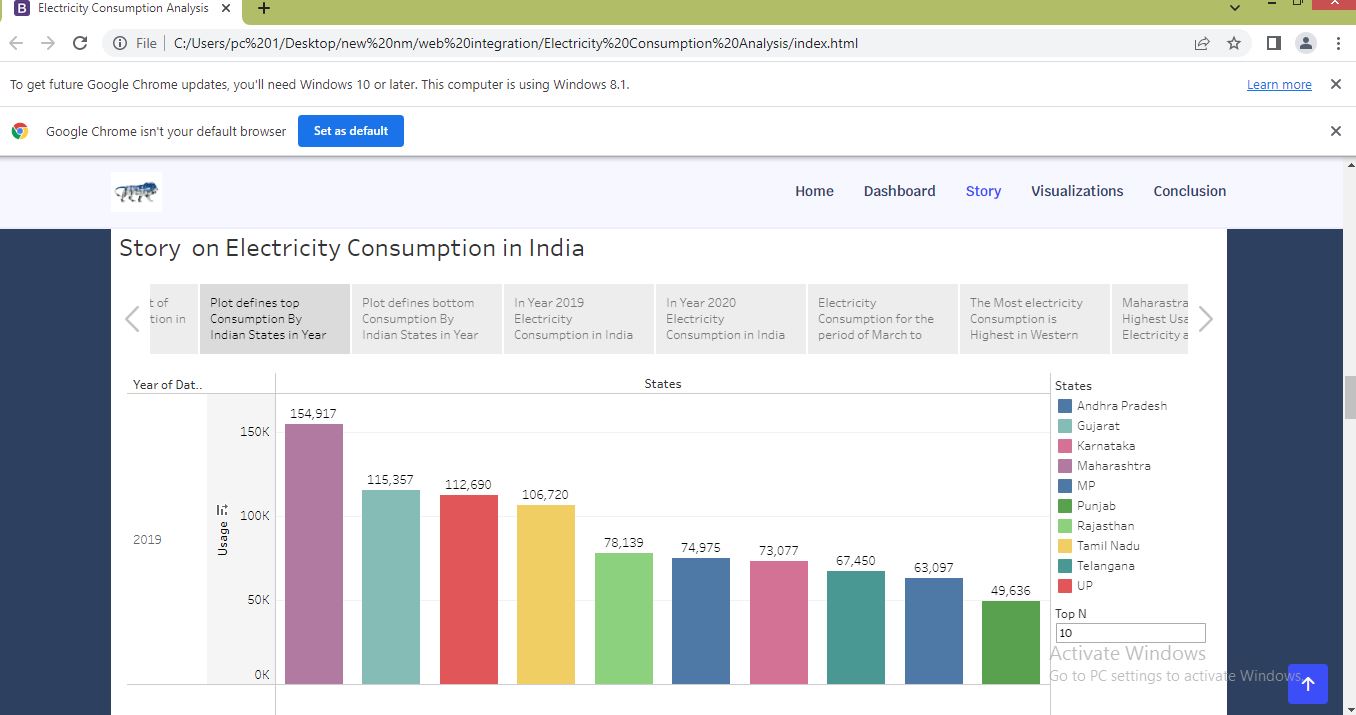 Electricity Consumption Analysis
File C:/Users/pc%201/Desktop/new%20nm/web%20integration/Electricity%20Consumption%20Analysis/index.html
To get future Google Chrome updates, you'll need Windows 10 or later. This computer is using Windows 8.1.
Learn more
Google Chrome isn't your default browser
Set as default
Home Dashboard Story Visualizations Conclusion
Story on Electricity Consumption in India
t of
tion in
Plot defines top
Consumption By
Indian States in Year
Plot defines bottom
Consumption By
Indian States in Year
In Year 2019
Electricity
Consumption in India
In Year 2020
Electricity
Consumption in India
Electricity
Consumption for the
period of March to
The Most electricity
Consumption is
Highest in Western
Maharastra
Highest Usa
Electricity a
Year of Dat..
States
2019
Usage
150K
100K
50K
0K
154,917
115,357
112,690
106,720
78,139
74,975
73,077
67,450
63,097
49,636
States
Andhra Pradesh
Gujarat
Karnataka
Maharashtra
MP
Punjab
Rajasthan
Tamil Nadu
Telangana
UP
Top N
10
Activate Windows
Go to PC settings to activate Windows.